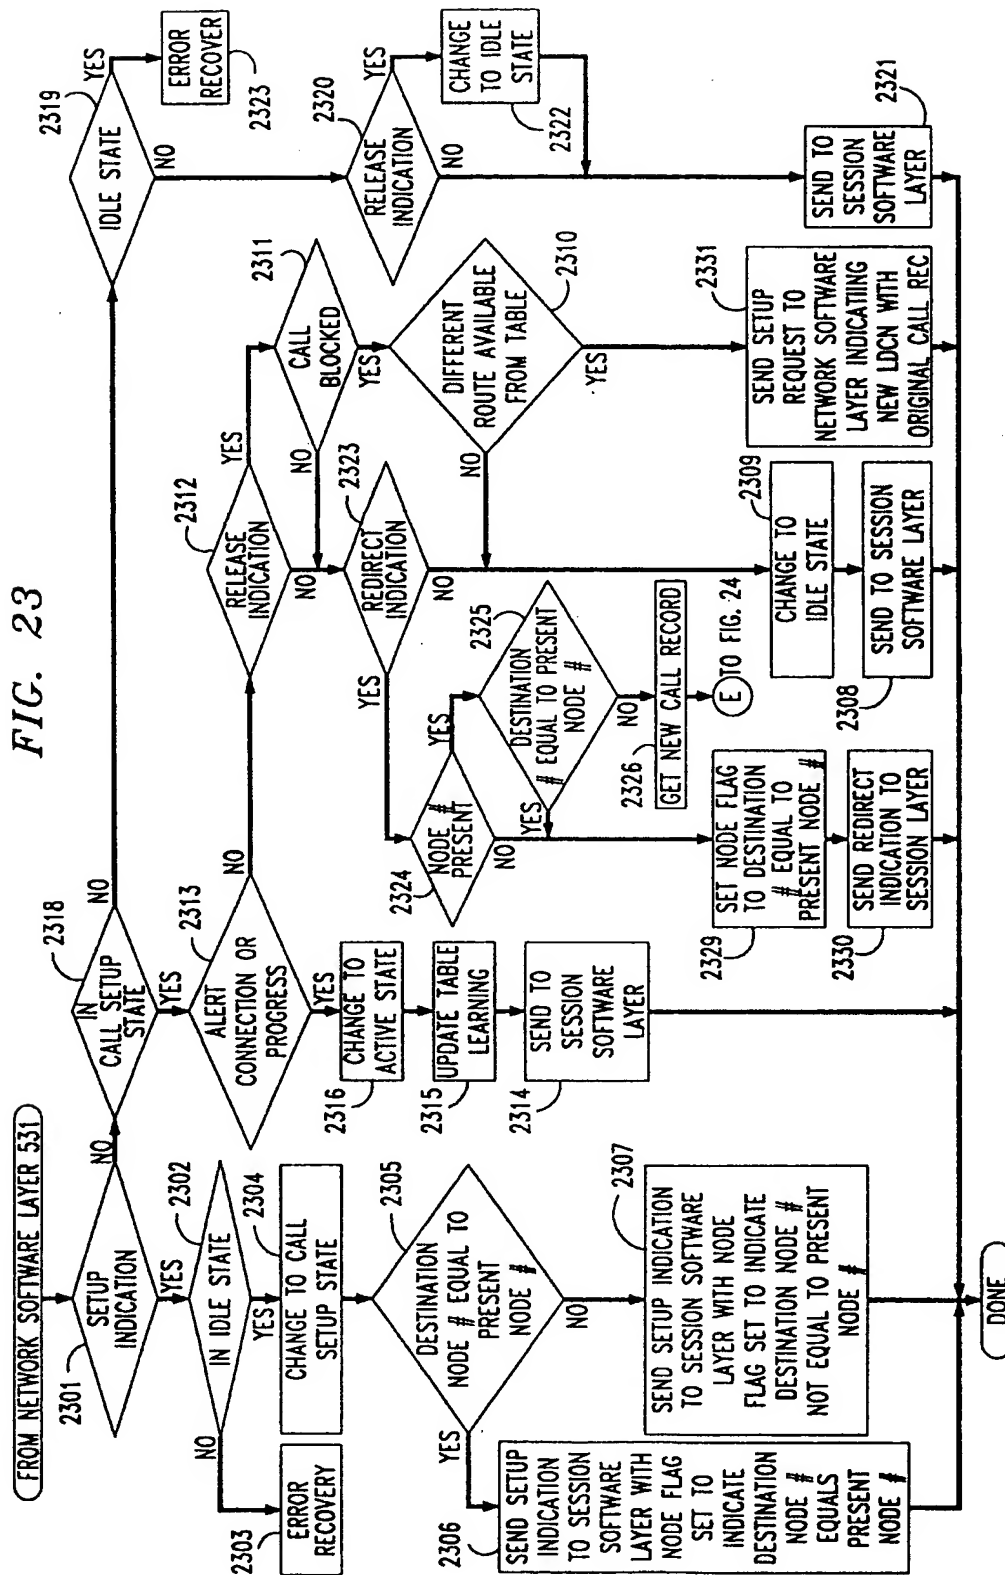 FIG. 23
FROM NETWORK SOFTWARE LAYER 531
2301
SETUP
INDICATION
NO
YES
2302
IN IDLE STATE
NO
YES
2303
ERROR
RECOVERY
2304
CHANGE TO CALL
SETUP STATE
2305
DESTINATION
NODE # EQUAL TO
PRESENT
NODE #
YES
NO
2306
SEND SETUP
INDICATION
TO SESSION
SOFTWARE
LAYER WITH
NODE FLAG
SET TO
INDICATE
DESTINATION
NODE #
EQUALS
PRESENT
NODE #
2307
SEND SETUP INDICATION
TO SESSION SOFTWARE
LAYER WITH NODE
FLAG SET TO INDICATE
DESTINATION NODE #
NOT EQUAL TO PRESENT
NODE #
2318
IN
CALL SETUP
STATE
NO
YES
2313
ALERT
CONNECTION OR
PROGRESS
NO
YES
2316
CHANGE TO
ACTIVE STATE
2315
UPDATE TABLE
LEARNING
2314
SEND TO
SESSION
SOFTWARE
LAYER
2312
RELEASE
INDICATION
YES
NO
2311
CALL
BLOCKED
NO
YES
2323
REDIRECT
INDICATION
YES
NO
2310
DIFFERENT
ROUTE AVAILABLE
FROM TABLE
NO
YES
2324
NODE #
PRESENT
YES
NO
2325
DESTINATION
# EQUAL TO PRESENT
NODE #
YES
NO
2326
GET NEW CALL RECORD
E TO FIG. 24
2329
SET NODE FLAG
TO DESTINATION
# EQUAL TO
PRESENT NODE #
2330
SEND REDIRECT
INDICATION TO
SESSION LAYER
2309
CHANGE TO
IDLE STATE
2308
SEND TO SESSION
SOFTWARE LAYER
2331
SEND SETUP
REQUEST TO
NETWORK SOFTWARE
LAYER INDICATIING
NEW LDCN WITH
ORIGINAL CALL REC
2319
IDLE STATE
YES
NO
ERROR
RECOVER
2323
2320
RELEASE
INDICATION
YES
NO
CHANGE
TO IDLE
STATE
2322
2321
SEND TO
SESSION
SOFTWARE
LAYER
DONE